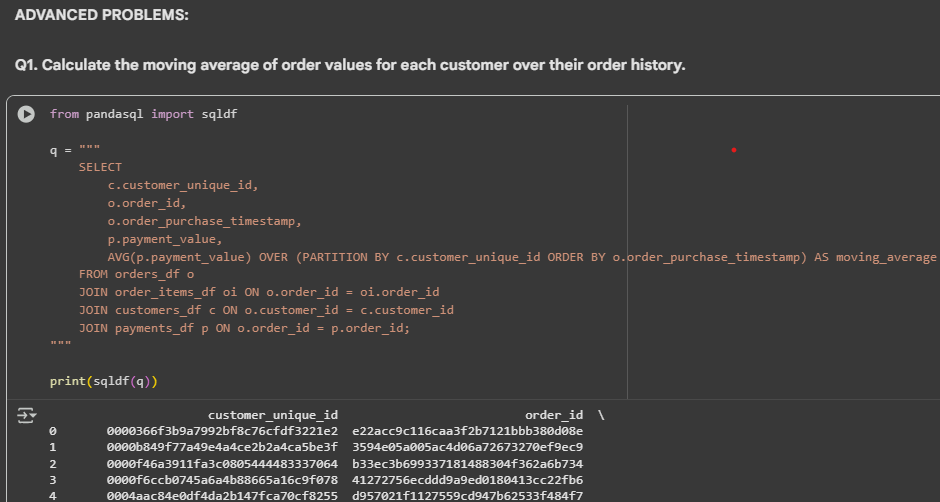 ADVANCED PROBLEMS:
Q1. Calculate the moving average of order values for each customer over their order history.
from pandasql import sqldf
q = """
SELECT
c.customer_unique_id,
o.order_id,
o.order_purchase_timestamp,
p.payment_value,
AVG(p.payment_value) OVER (PARTITION BY c.customer_unique_id ORDER BY o.order_purchase_timestamp) AS moving_average
FROM orders_df o
JOIN order_items_df oi ON o.order_id = oi.order_id
JOIN customers_df c ON o.customer_id = c.customer_id
JOIN payments_df p ON o.order_id = p.order_id;
"""
print(sqldf(q))
customer_unique_id order_id \
0 0000366f3b9a7992bf8c76cfdf3221e2 e22acc9c116caa3f2b7121bbb380d08e
1 0000b849f77a49e4a4ce2b2a4ca5be3f 3594e05a005ac4d06a72673270ef9ec9
2 0000f46a3911fa3c0805444483337064 b33ec3b699337181488304f362a6b734
3 0000f6ccb0745a6a4b88665a16c9f078 41272756ecddd9a9ed0180413cc22fb6
4 0004aac84e0df4da2b147fca70cf8255 d957021f1127559cd947b62533f484f7